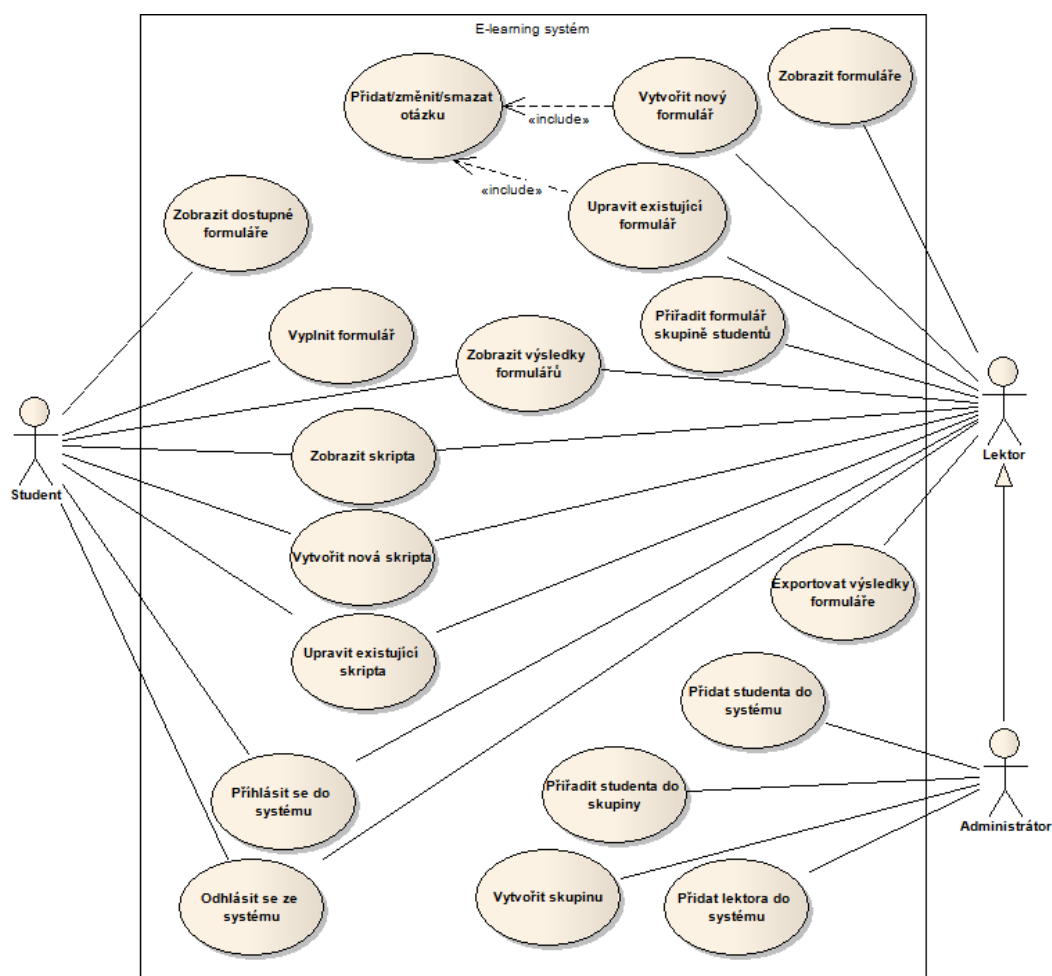 E-learning systém
Zobrazit formuláře
Přidat/změnit/smazat
otázku
Vytvořit nový
formulář
«include»
«include»
Upravit existující
formulář
Zobrazit dostupné
formuláře
Přiřadit formulář
skupině studentů
Vyplnit formulář
Zobrazit výsledky
formulářů
Zobrazit skripta
Lektor
Student
Vytvořit nová skripta
Exportovat výsledky
formuláře
Upravit existující
skripta
Přidat studenta do
systému
Přihlásit se do
systému
Přiřadit studenta do
skupiny
Administrátor
Odhlásit se ze
systému
Vytvořit skupinu
Přidat lektora do
systému